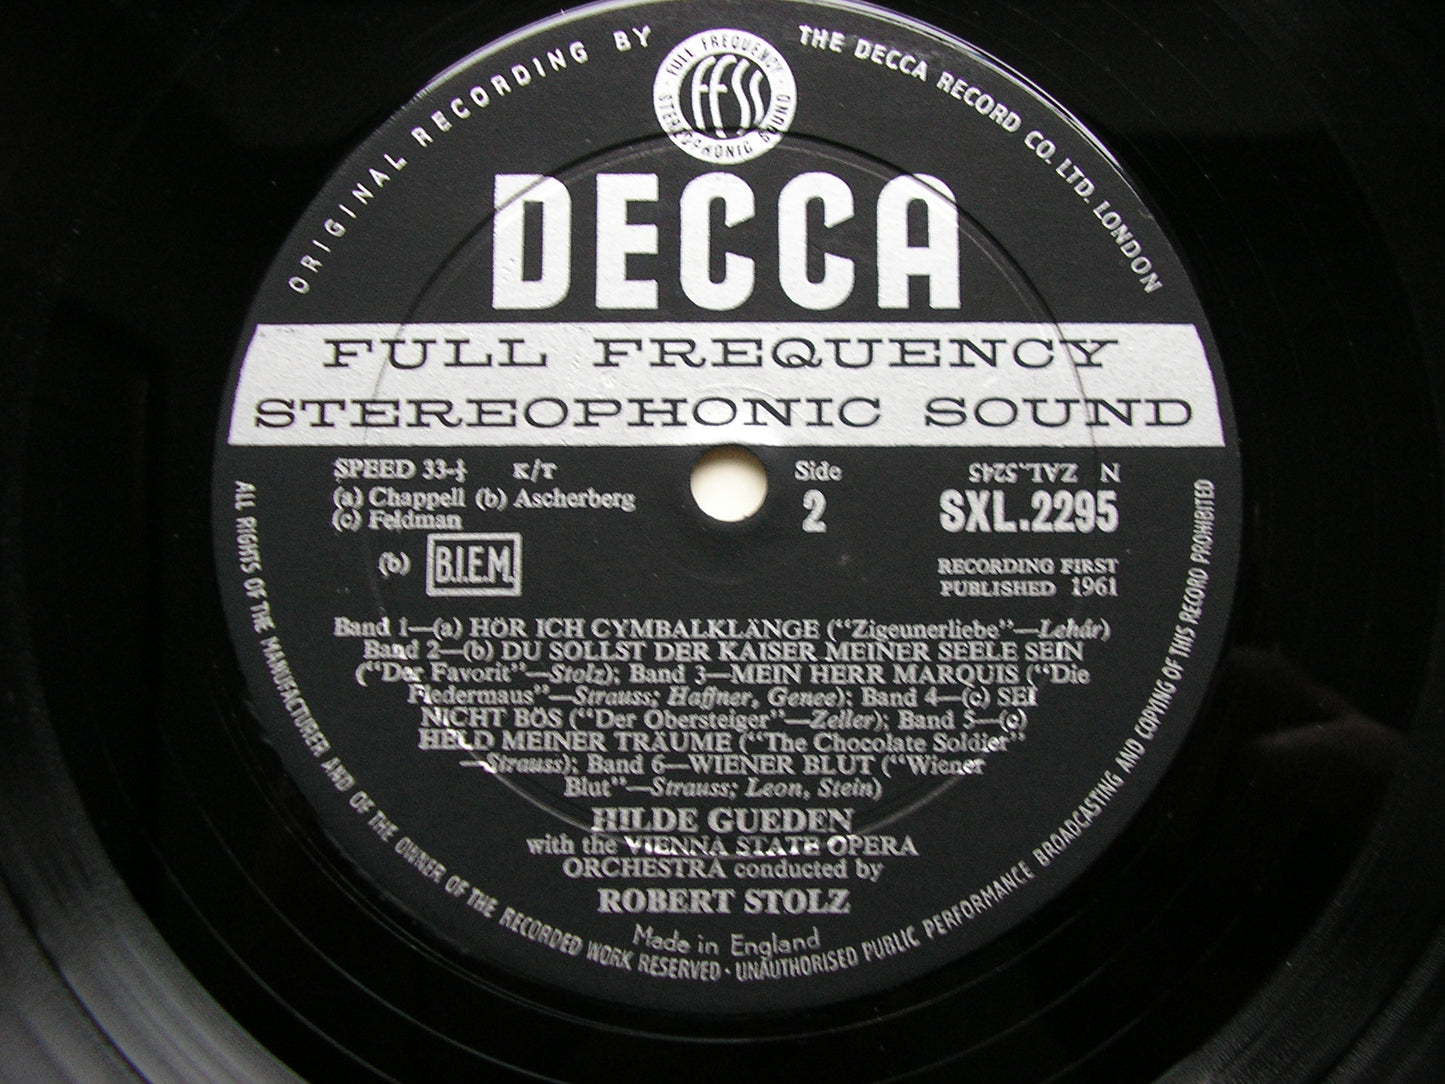 ORIGINAL RECORDING BY
THE DECCA RECORD CO. LTD. LONDON
FULL FREQUENCY
FFSS
STEREOPHONIC SOUND
DECCA
FULL FREQUENCY
STEREOPHONIC SOUND
SPEED 33-⅓ K/T
(a) Chappell (b) Ascherberg
(c) Feldman
(b) B.I.E.M.
Side
2
N ZAL.5245
SXL.2295
RECORDING FIRST
PUBLISHED 1961
Band 1—(a) HÖR ICH CYMBALKLÄNGE ("Zigeunerliebe"—Lehár)
Band 2—(b) DU SOLLST DER KAISER MEINER SEELE SEIN
("Der Favorit"—Stolz); Band 3—MEIN HERR MARQUIS ("Die
Fledermaus"—Strauss; Haffner, Genee); Band 4—(c) SEI
NICHT BÖS ("Der Obersteiger"—Zeller); Band 5—(c)
HELD MEINER TRÄUME ("The Chocolate Soldier"
—Strauss); Band 6—WIENER BLUT ("Wiener
Blut"—Strauss; Leon, Stein)
HILDE GUEDEN
with the VIENNA STATE OPERA
ORCHESTRA conducted by
ROBERT STOLZ
Made in England
ALL RIGHTS OF THE MANUFACTURER AND OF THE OWNER OF THE RECORDED WORK RESERVED · UNAUTHORISED PUBLIC PERFORMANCE BROADCASTING AND COPYING OF THIS RECORD PROHIBITED